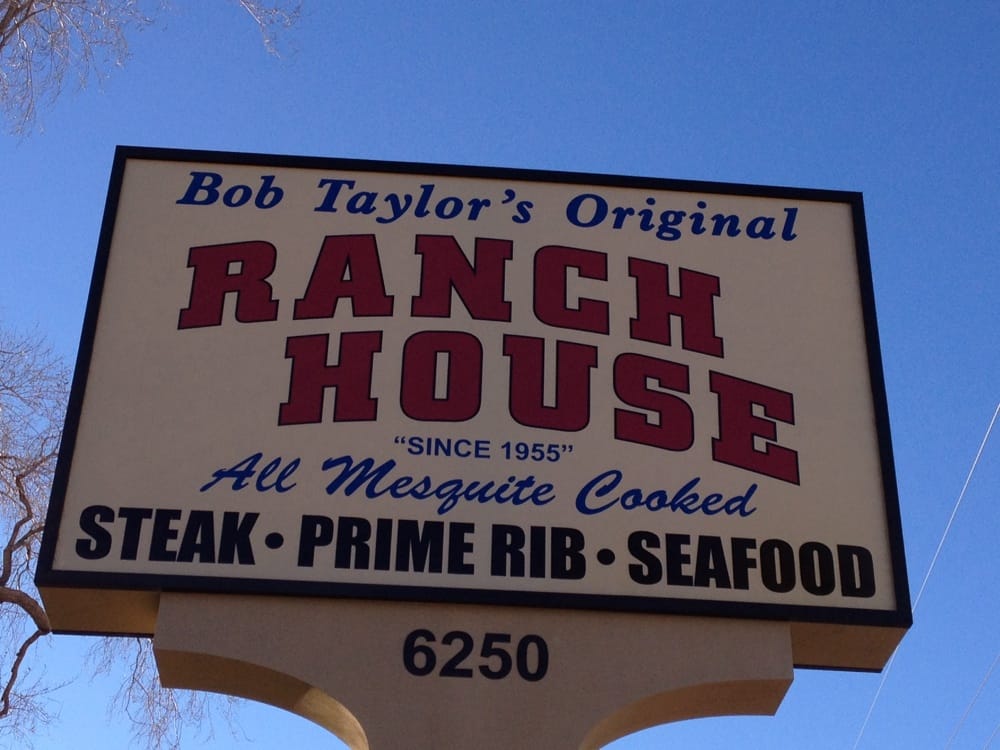 Bob Taylor's Original
RANCH
HOUSE
“SINCE 1955”
All Mesquite Cooked
STEAK • PRIME RIB • SEAFOOD
6250